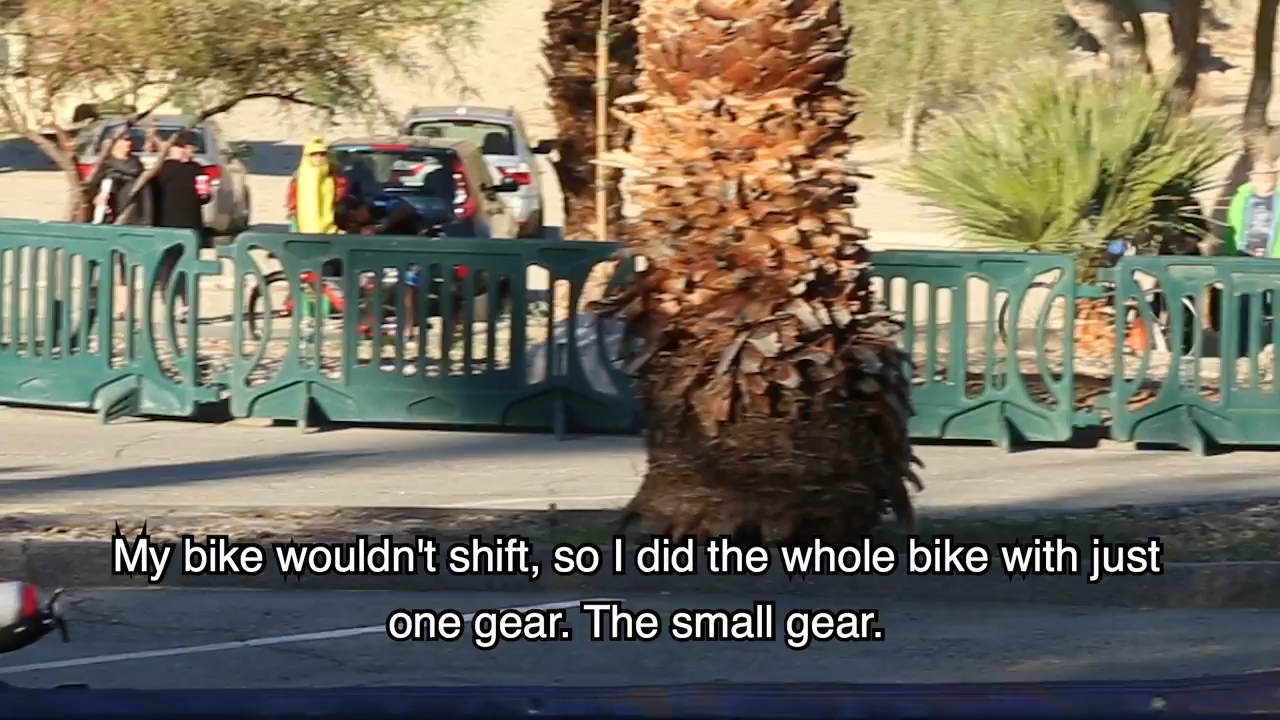 My bike wouldn't shift, so I did the whole bike with just
one gear. The small gear.